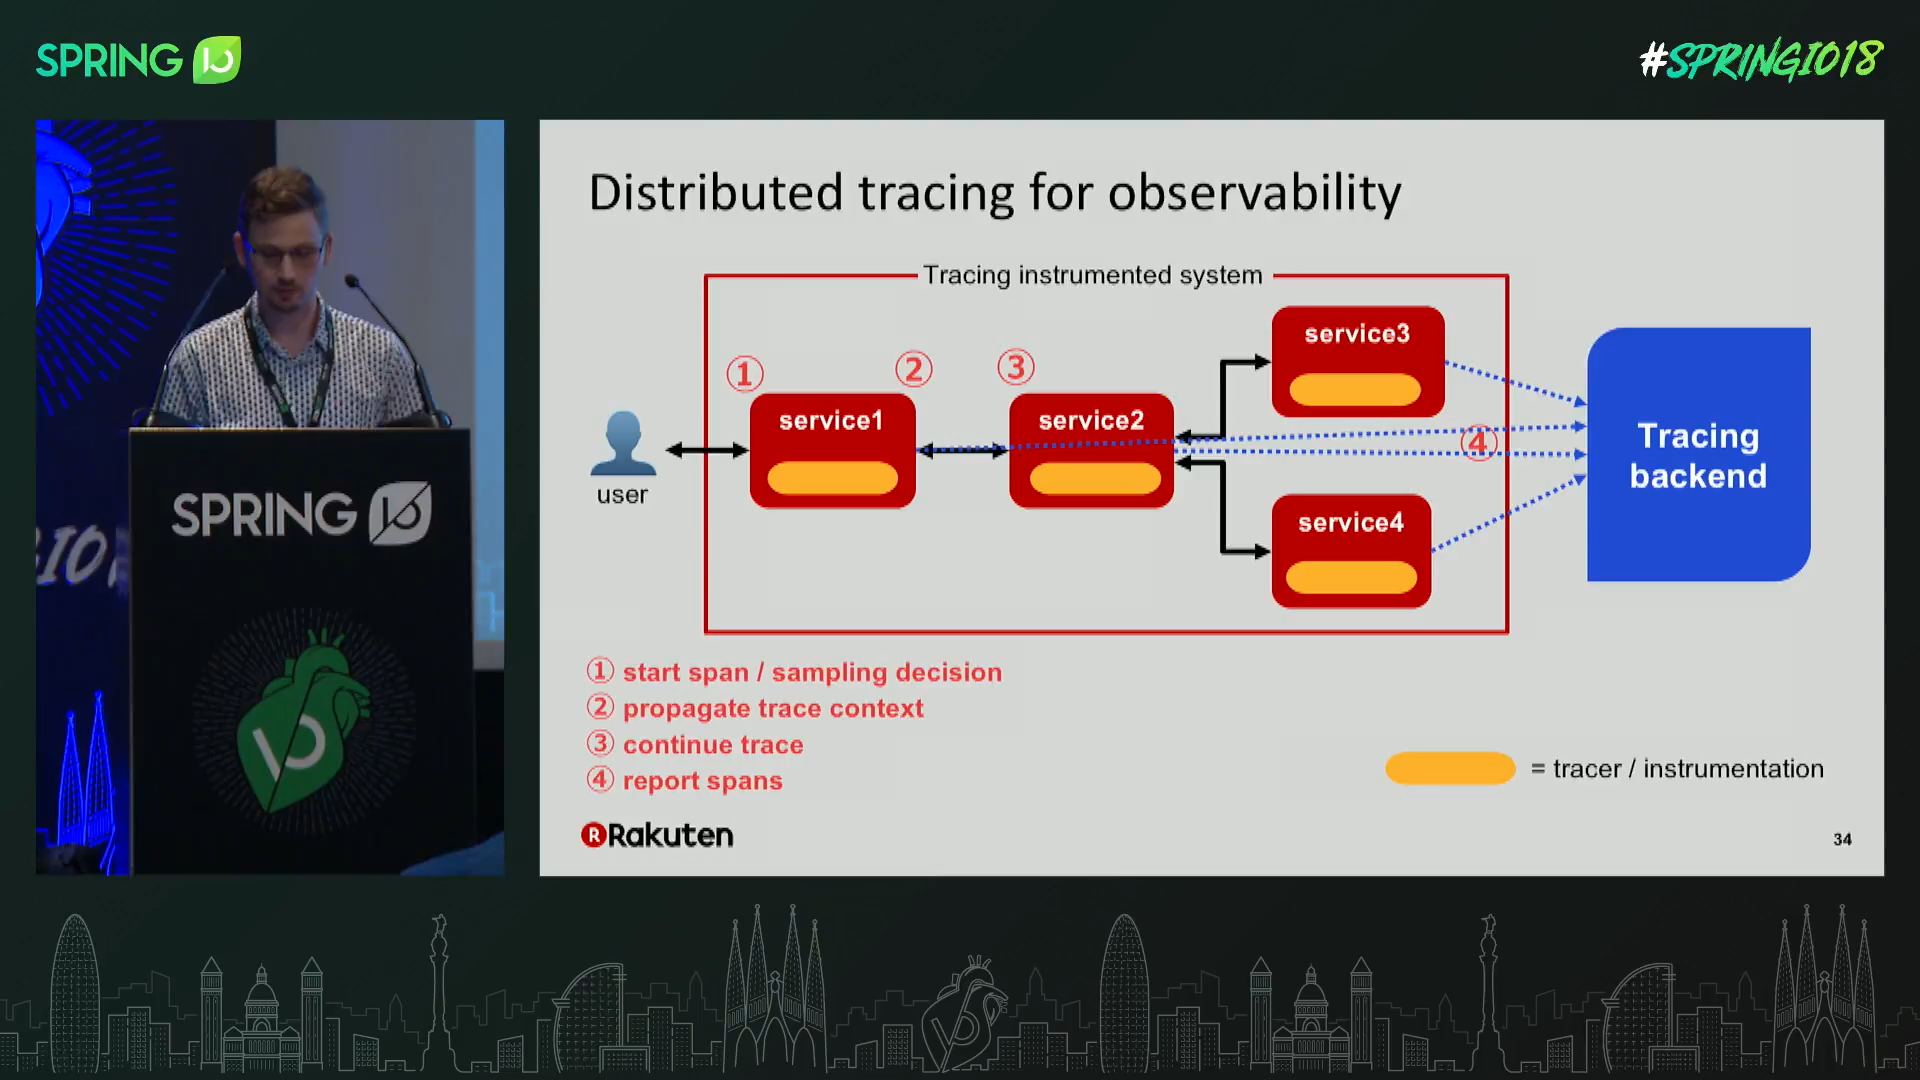 SPRING IO
#SPRINGIO18
SPRING IO
IO
Distributed tracing for observability
Tracing instrumented system
service3
① ② ③
service1
service2
④
Tracing
backend
user
service4
① start span / sampling decision
② propagate trace context
③ continue trace
④ report spans
= tracer / instrumentation
R Rakuten
34